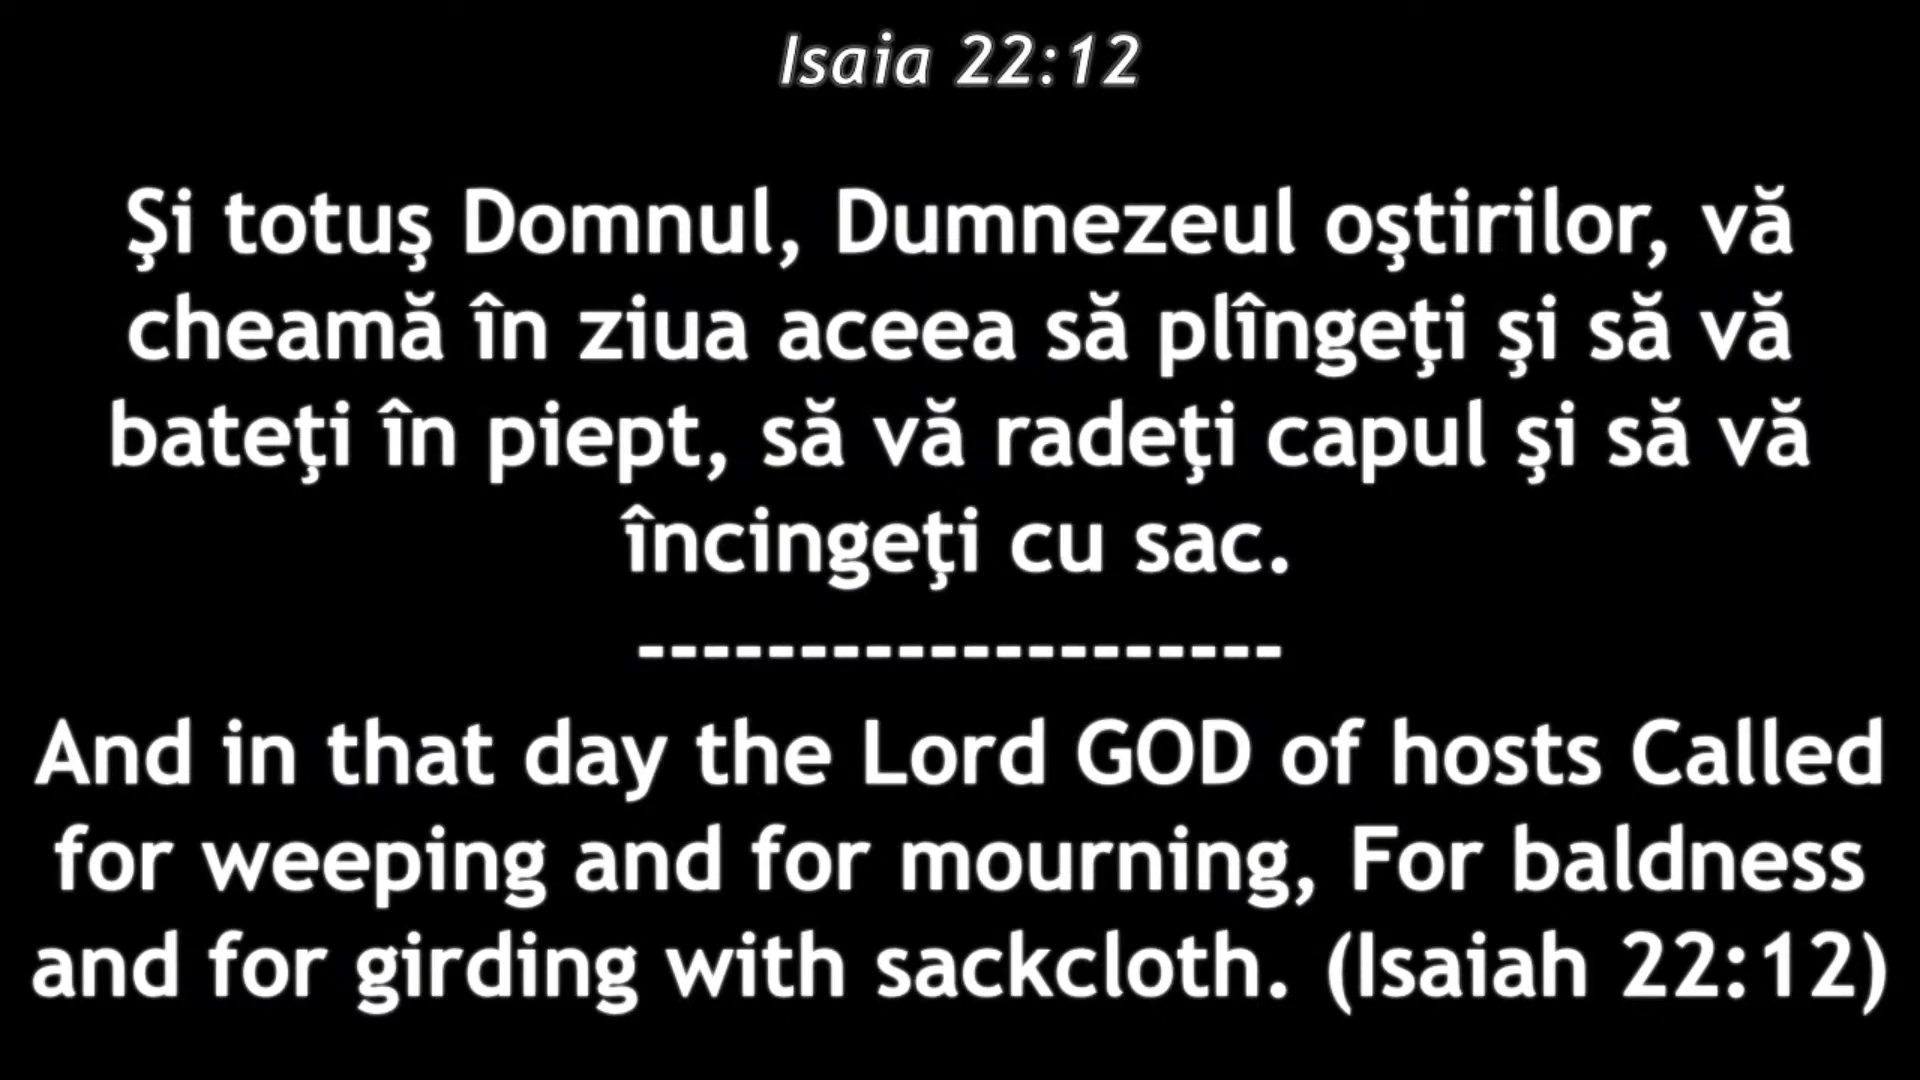 Isaia 22:12
Şi totuş Domnul, Dumnezeul oştirilor, vă
cheamă în ziua aceea să plîngeţi şi să vă
bateţi în piept, să vă radeţi capul şi să vă
încingeţi cu sac.
--------------------
And in that day the Lord GOD of hosts Called
for weeping and for mourning, For baldness
and for girding with sackcloth. (Isaiah 22:12)